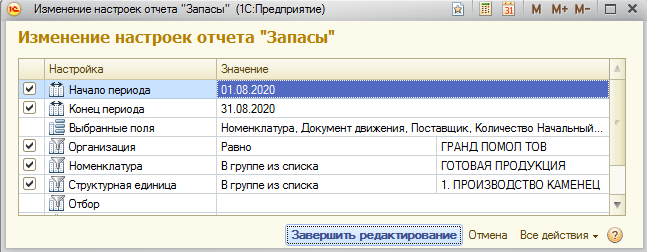 1С Изменение настроек отчета "Запасы" (1С:Предприятие) 31 M M+ M-
Изменение настроек отчета "Запасы"
Настройка Значение
Начало периода 01.08.2020
Конец периода 31.08.2020
Выбранные поля Номенклатура, Документ движения, Поставщик, Количество Начальный...
Организация Равно ГРАНД ПОМОЛ ТОВ
Номенклатура В группе из списка ГОТОВАЯ ПРОДУКЦИЯ
Структурная единица В группе из списка 1. ПРОИЗВОДСТВО КАМЕНЕЦ
Отбор
Завершить редактирование Отмена Все действия ?